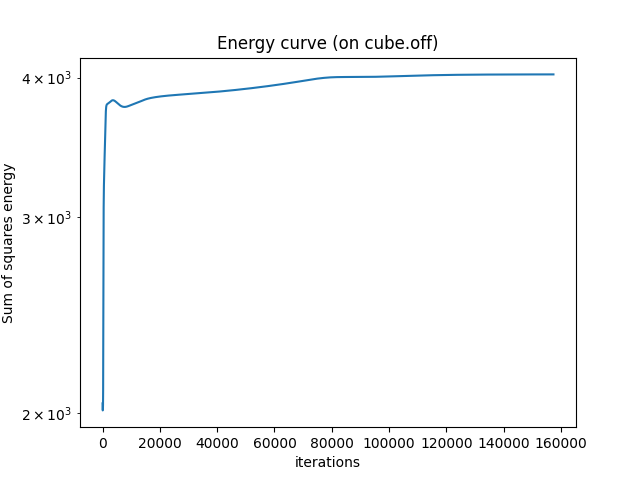 Energy curve (on cube.off)
Sum of squares energy
4 × 10³
3 × 10³
2 × 10³
0 20000 40000 60000 80000 100000 120000 140000 160000
iterations